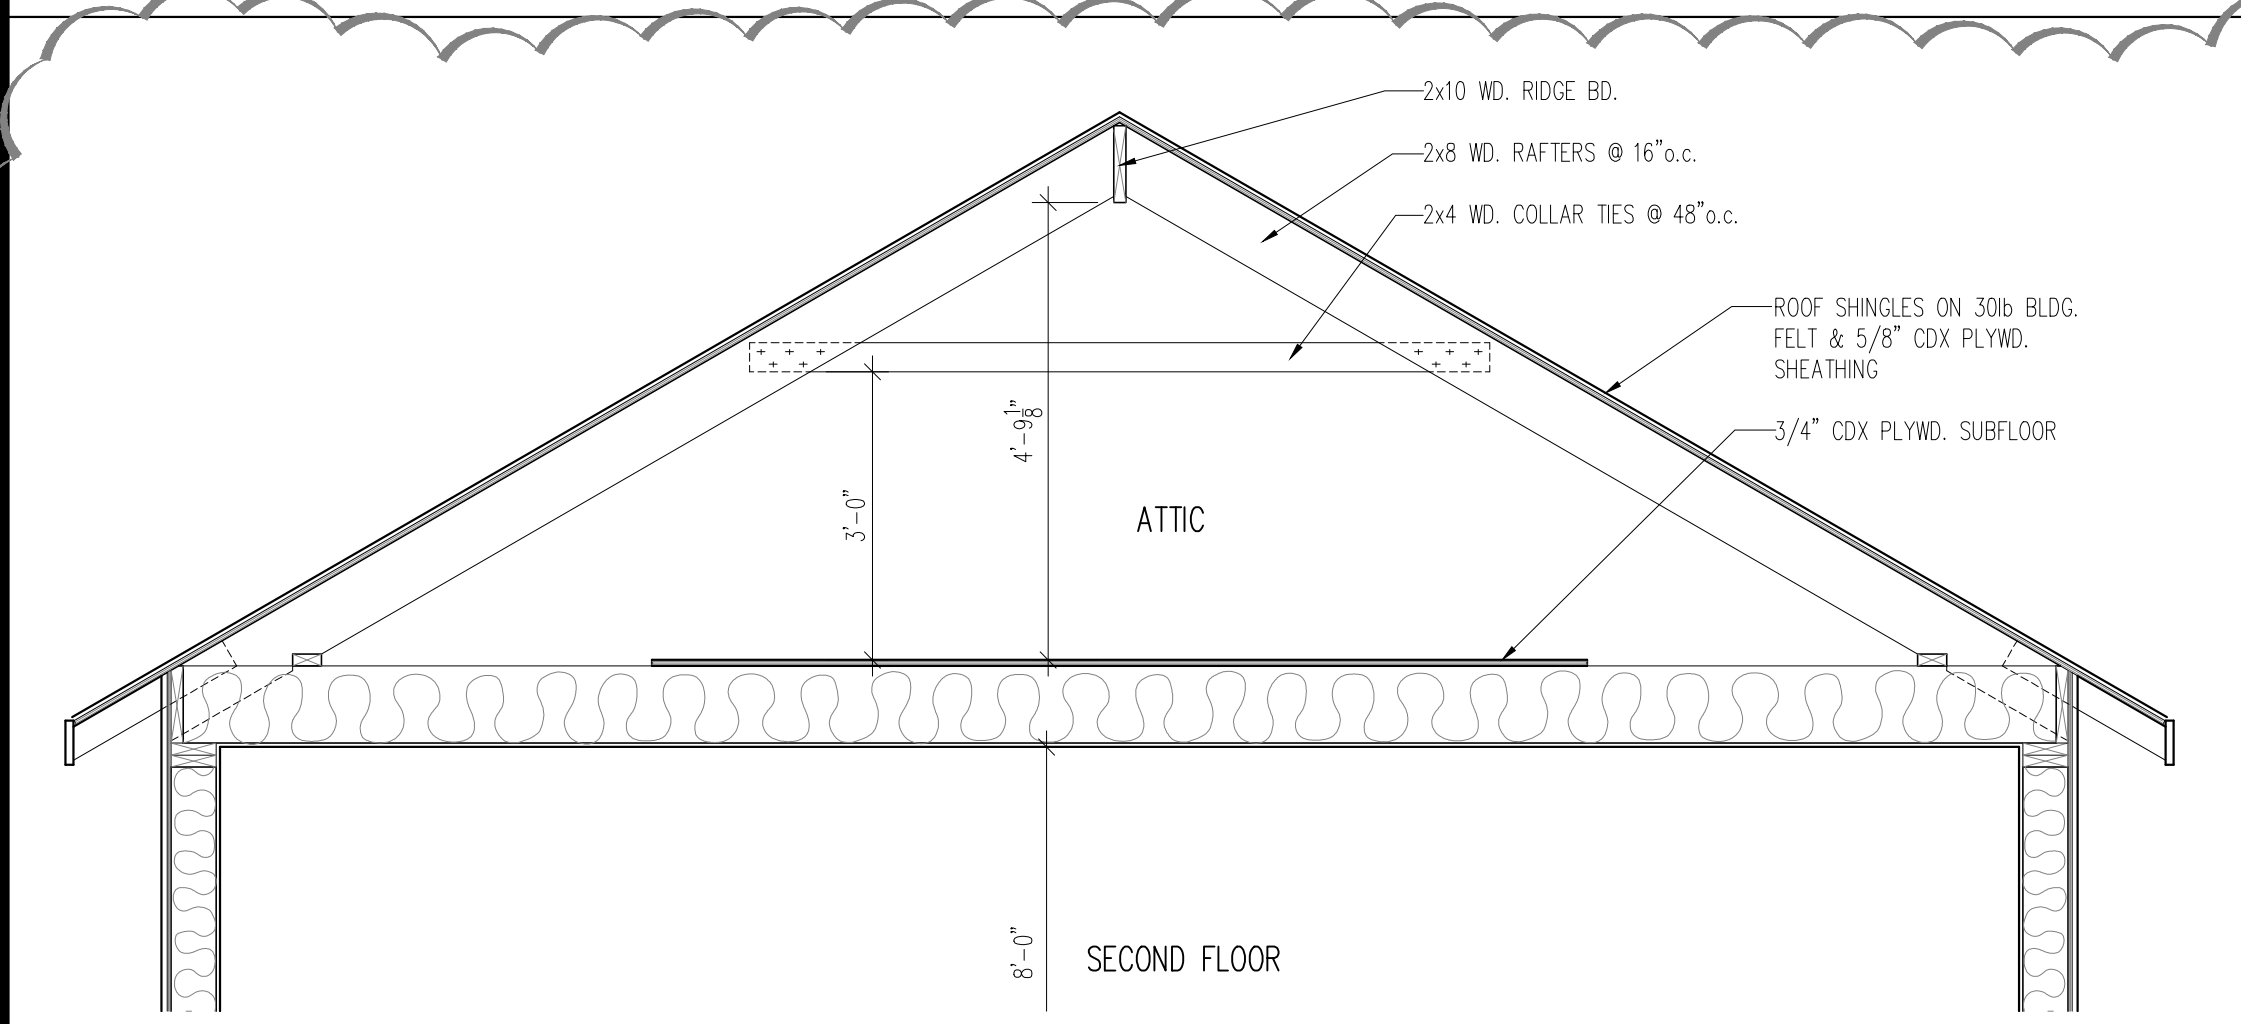 2x10 WD. RIDGE BD.
2x8 WD. RAFTERS @ 16"o.c.
2x4 WD. COLLAR TIES @ 48"o.c.
ROOF SHINGLES ON 30lb BLDG.
FELT & 5/8" CDX PLYWD.
SHEATHING
3/4" CDX PLYWD. SUBFLOOR
4'-9 1/8"
3'-0"
ATTIC
8'-0"
SECOND FLOOR